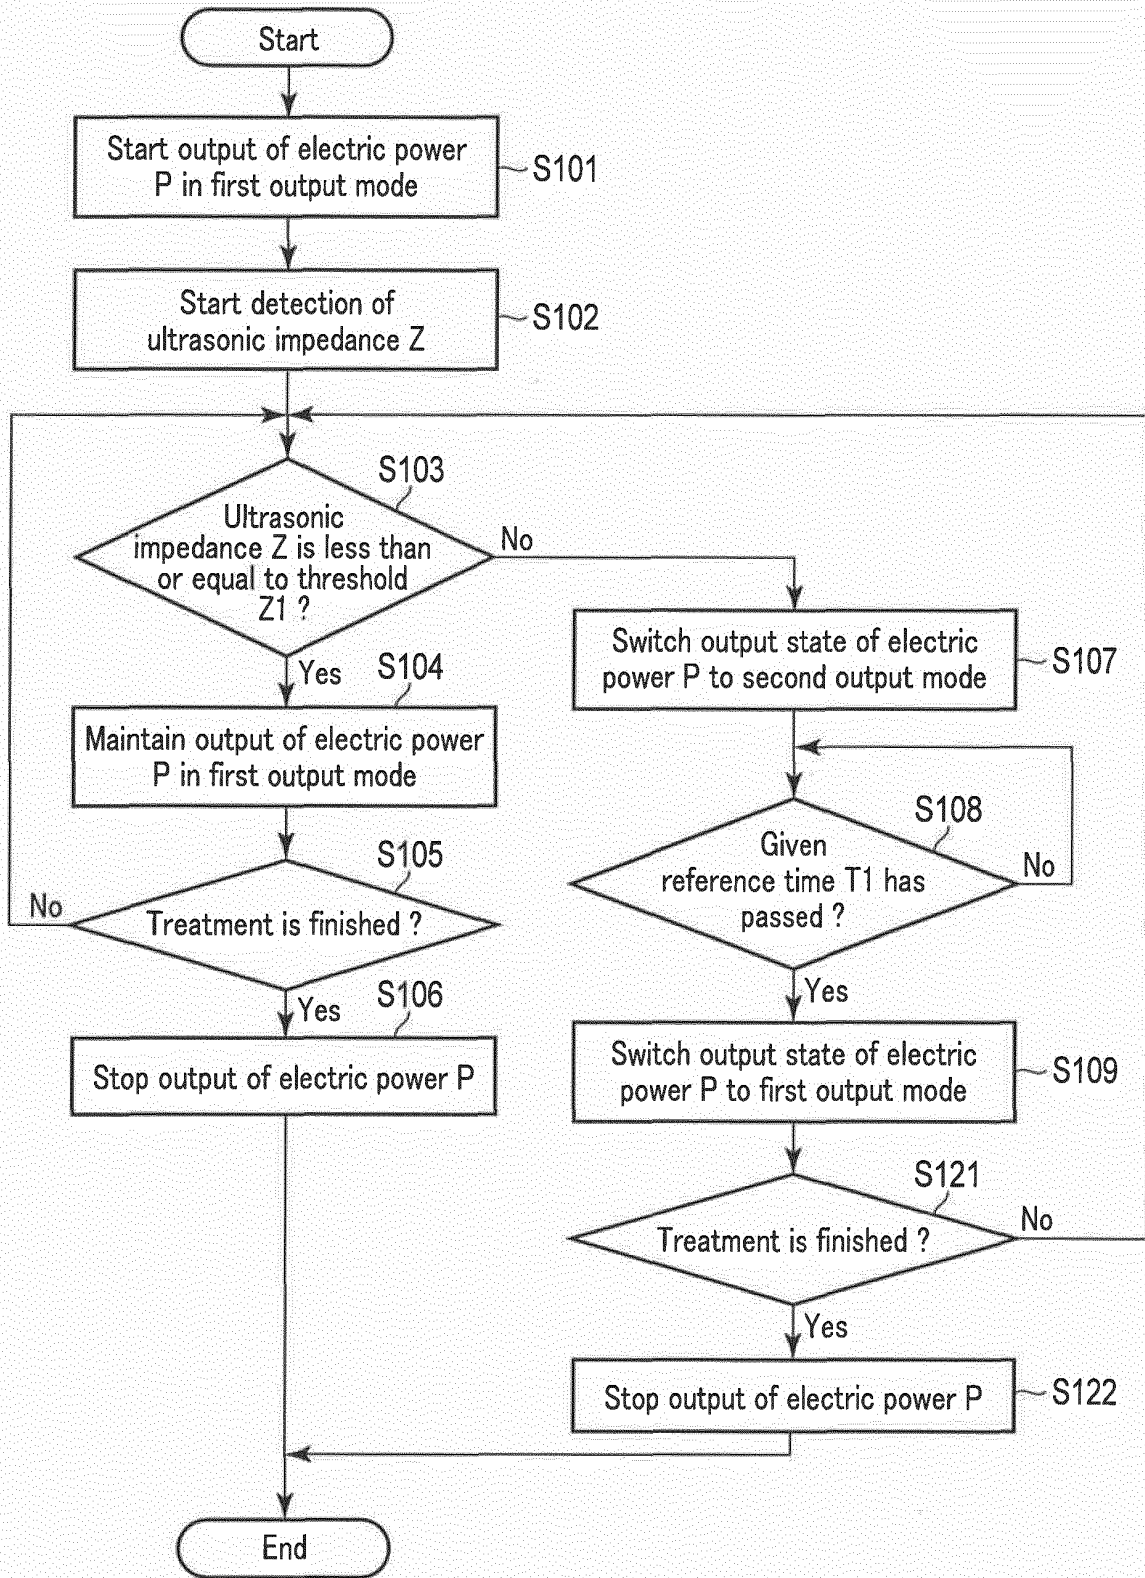 Start
Start output of electric power
P in first output mode
S101
Start detection of
ultrasonic impedance Z
S102
S103
Ultrasonic
impedance Z is less than
or equal to threshold
Z1 ?
No
Yes
S104
Maintain output of electric power
P in first output mode
S105
Treatment is finished ?
No
Yes
S106
Stop output of electric power P
Switch output state of electric
power P to second output mode
S107
S108
Given
reference time T1 has
passed ?
No
Yes
Switch output state of electric
power P to first output mode
S109
S121
Treatment is finished ?
No
Yes
Stop output of electric power P
S122
End